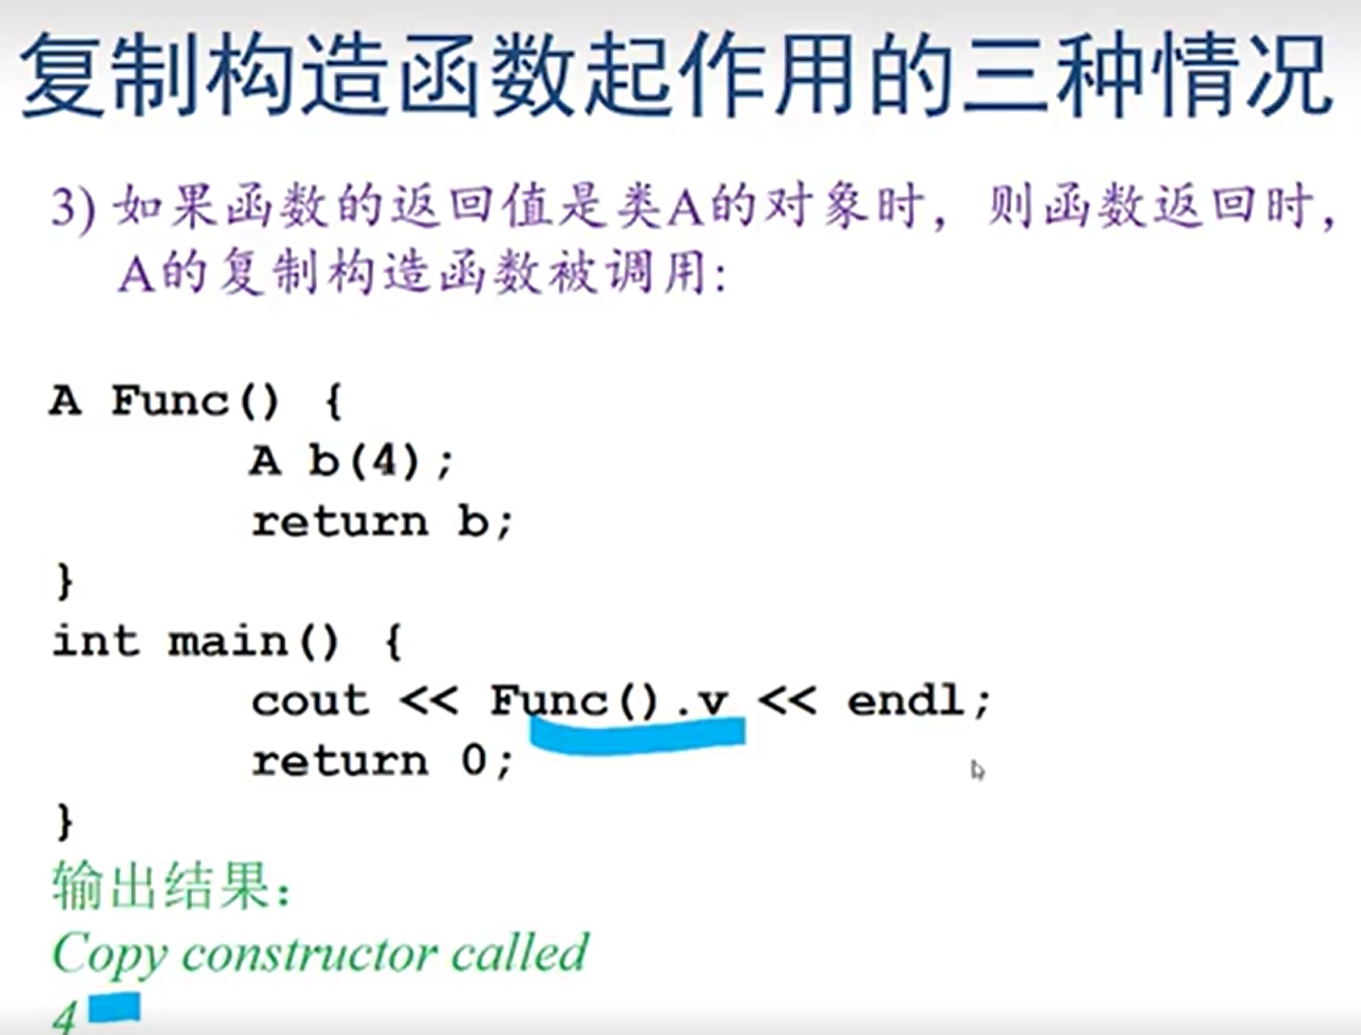 复制构造函数起作用的三种情况
3) 如果函数的返回值是类A的对象时，则函数返回时，
A的复制构造函数被调用:
A Func() {
A b(4);
return b;
}
int main() {
cout << Func().v << endl;
return 0;
}
输出结果:
Copy constructor called
4